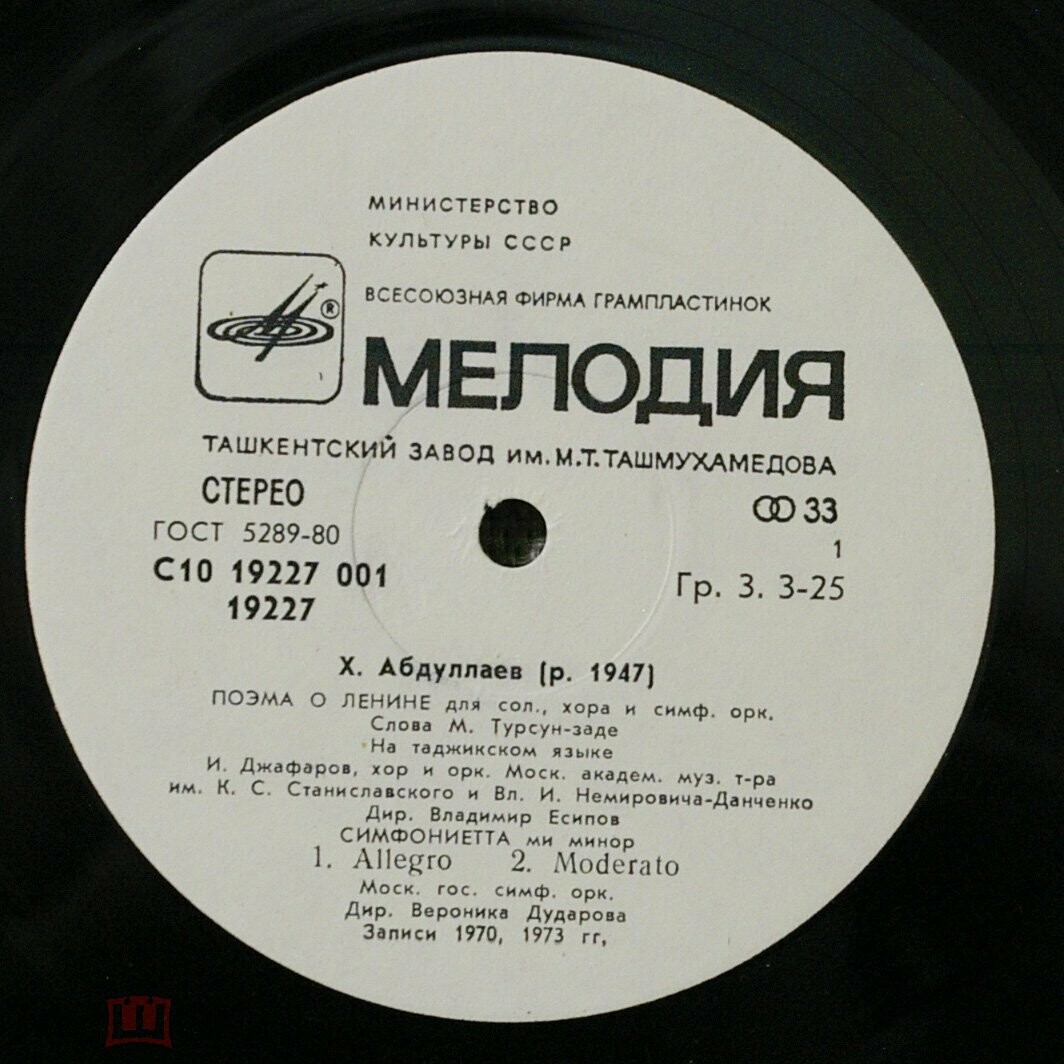 МИНИСТЕРСТВО
КУЛЬТУРЫ СССР
ВСЕСОЮЗНАЯ ФИРМА ГРАМПЛАСТИНОК
®
МЕЛОДИЯ
ТАШКЕНТСКИЙ ЗАВОД ИМ. М.Т. ТАШМУХАМЕДОВА
СТЕРЕО
33
ГОСТ 5289-80
1
С10 19227 001
Гр. 3. 3-25
19227
Х. Абдуллаев (р. 1947)
ПОЭМА О ЛЕНИНЕ для сол., хора и симф. орк.
Слова М. Турсун-заде
На таджикском языке
И. Джафаров, хор и орк. Моск. академ. муз. т-ра
им. К. С. Станиславского и Вл. И. Немировича-Данченко
Дир. Владимир Есипов
СИМФОНИЕТТА ми минор
1. Allegro 2. Moderato
Моск. гос. симф. орк.
Дир. Вероника Дударова
Записи 1970, 1973 гг,